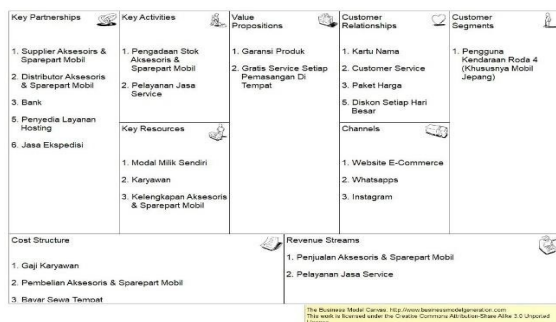 Key Partnerships
1. Supplier Aksesoirs &
Sparepart Mobil
2. Distributor Aksesoris
& Sparepart Mobil
3. Bank
5. Penyedia Layanan
Hosting
6. Jasa Ekspedisi
Key Activities
1. Pengadaan Stok
Aksesoris &
Sparepart Mobil
2. Pelayanan Jasa
Service
Key Resources
1. Modal Milik Sendiri
2. Karyawan
3. Kelengkapan Aksesoris
& Sparepart Mobil
Value
Propositions
1. Garansi Produk
2. Gratis Service Setiap
Pemasangan Di
Tempat
Customer
Relationships
1. Kartu Nama
2. Customer Service
3. Paket Harga
5. Diskon Setiap Hari
Besar
Channels
1. Website E-Commerce
2. Whatsapps
3. Instagram
Customer
Segments
1. Pengguna
Kendaraan Roda 4
(Khususnya Mobil
Jepang)
Cost Structure
1. Gaji Karyawan
2. Pembelian Aksesoris & Sparepart Mobil
3. Bayar Sewa Tempat
Revenue Streams
1. Penjualan Aksesoris & Sparepart Mobil
2. Pelayanan Jasa Service
The Business Model Canvas. http://www.businessmodelgeneration.com
This work is licensed under the Creative Commons Attribution-Share Alike 3.0 Unported